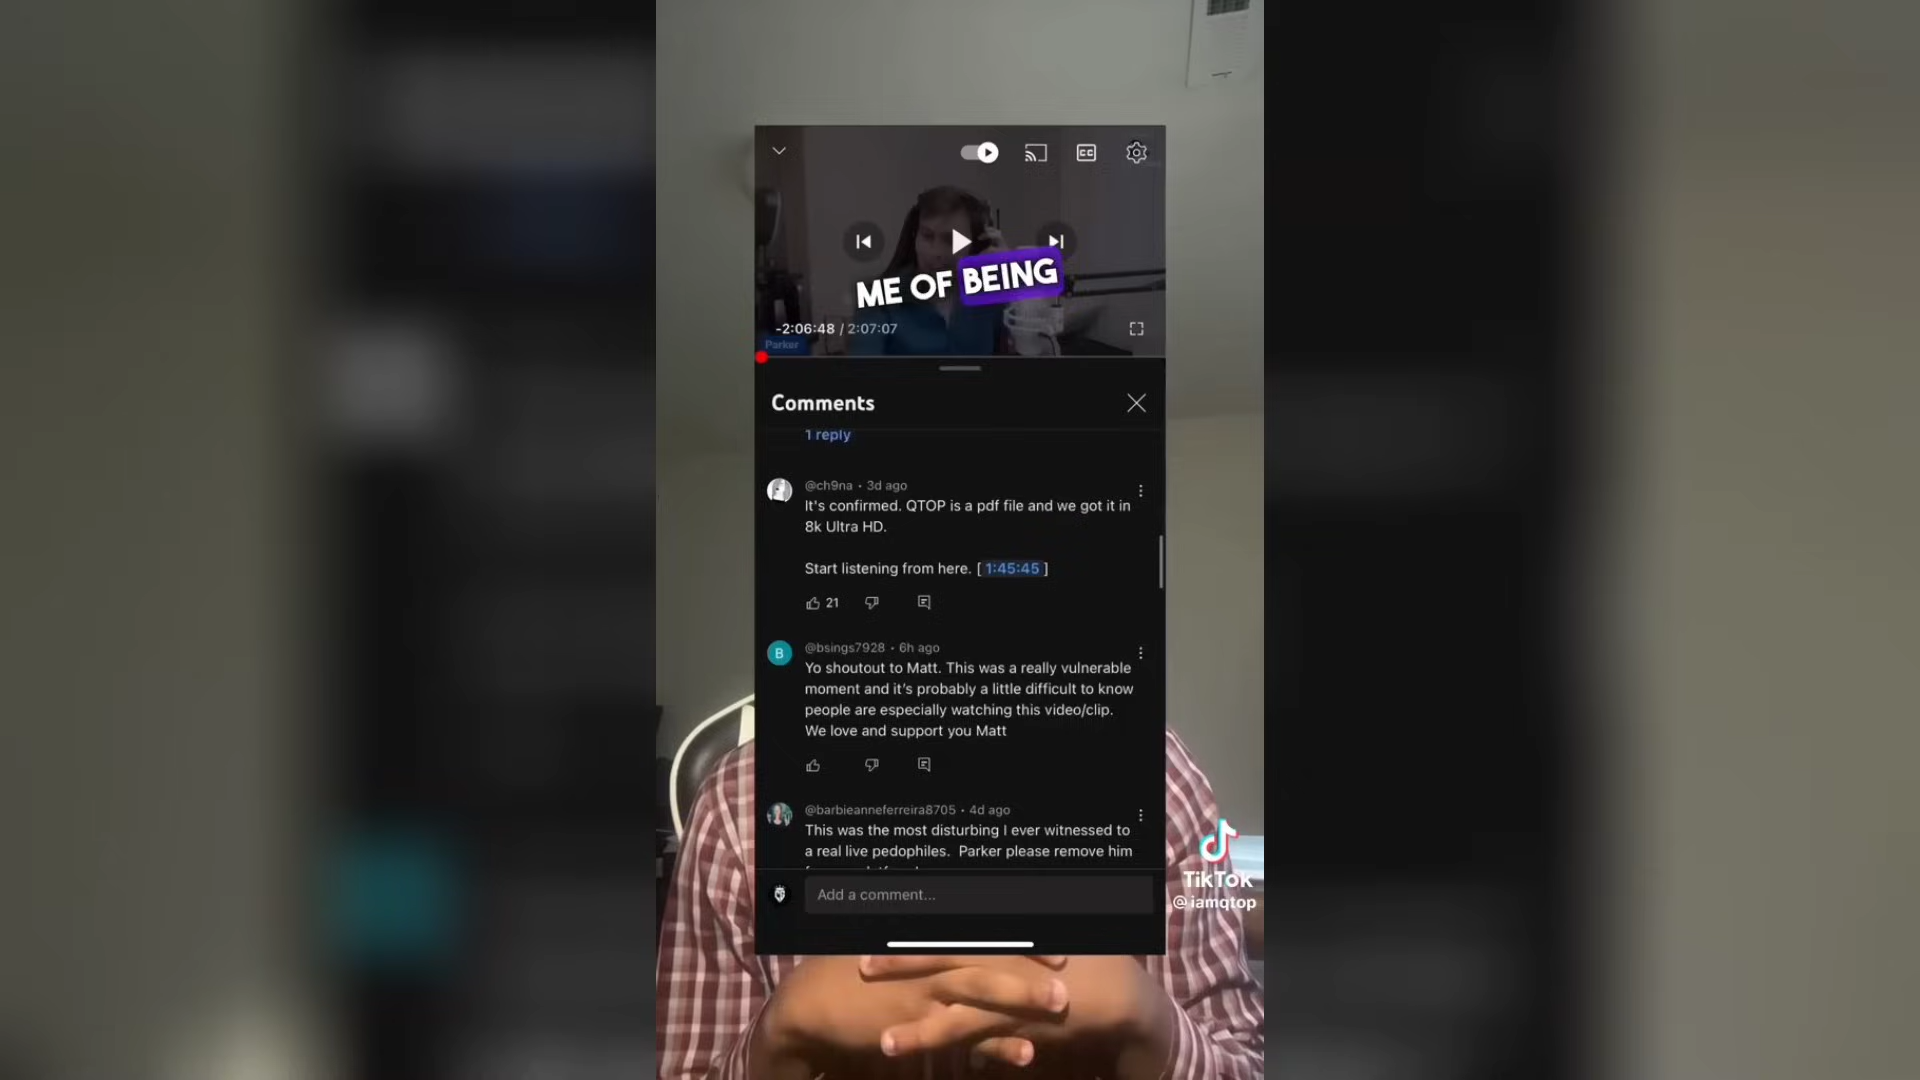 ME OF BEING
-2:06:48 / 2:07:07
Parker
Comments
1 reply
@ch9na • 3d ago
It's confirmed. QTOP is a pdf file and we got it in
8k Ultra HD.
Start listening from here. [ 1:45:45 ]
21
B
@bsings7928 • 6h ago
Yo shoutout to Matt. This was a really vulnerable
moment and it's probably a little difficult to know
people are especially watching this video/clip.
We love and support you Matt
@barbieanneferreira8705 • 4d ago
This was the most disturbing I ever witnessed to
a real live pedophiles. Parker please remove him
Add a comment...
TikTok
@iamqtop